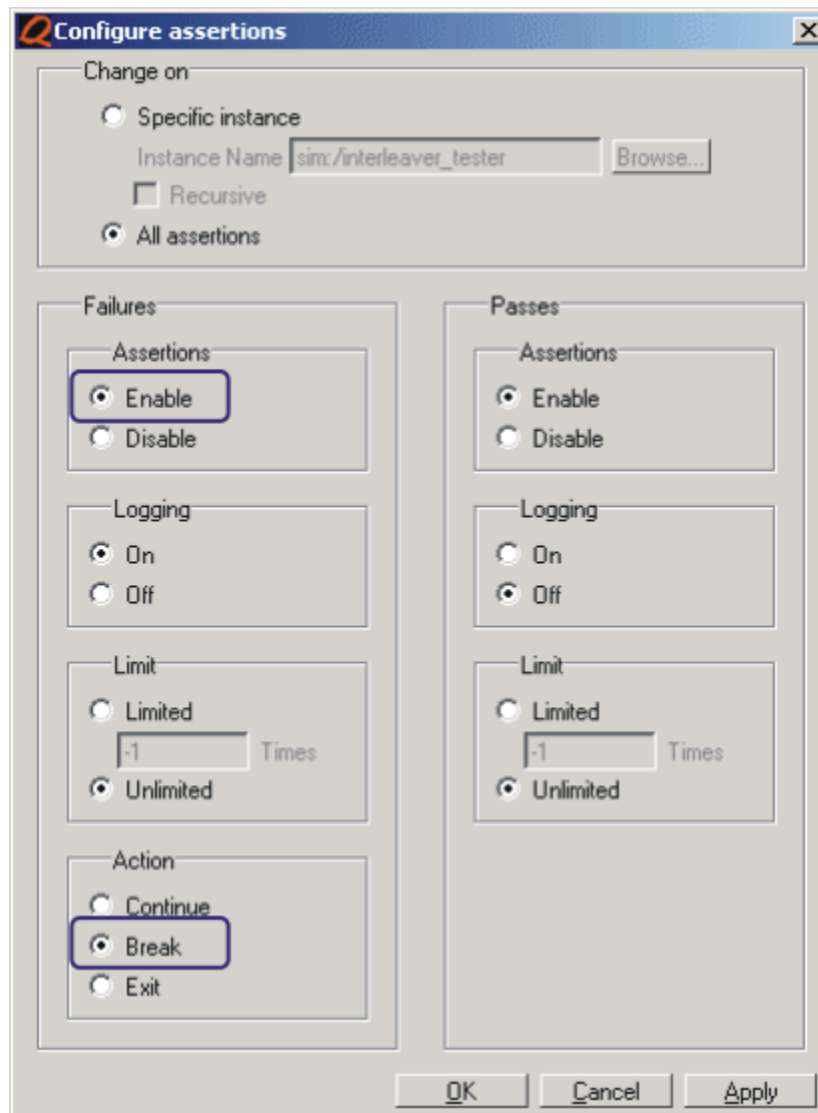 Configure assertions
Change on
Specific instance
Instance Name sim:/interleaver_tester Browse...
Recursive
All assertions
Failures
Assertions
Enable
Disable
Logging
On
Off
Limit
Limited
-1 Times
Unlimited
Action
Continue
Break
Exit
Passes
Assertions
Enable
Disable
Logging
On
Off
Limit
Limited
-1 Times
Unlimited
OK Cancel Apply